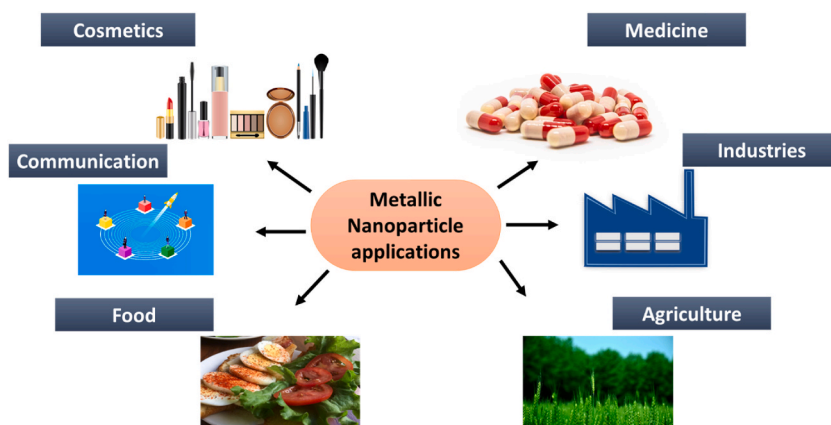 Cosmetics
Medicine
Communication
Industries
Metallic
Nanoparticle
applications
Food
Agriculture